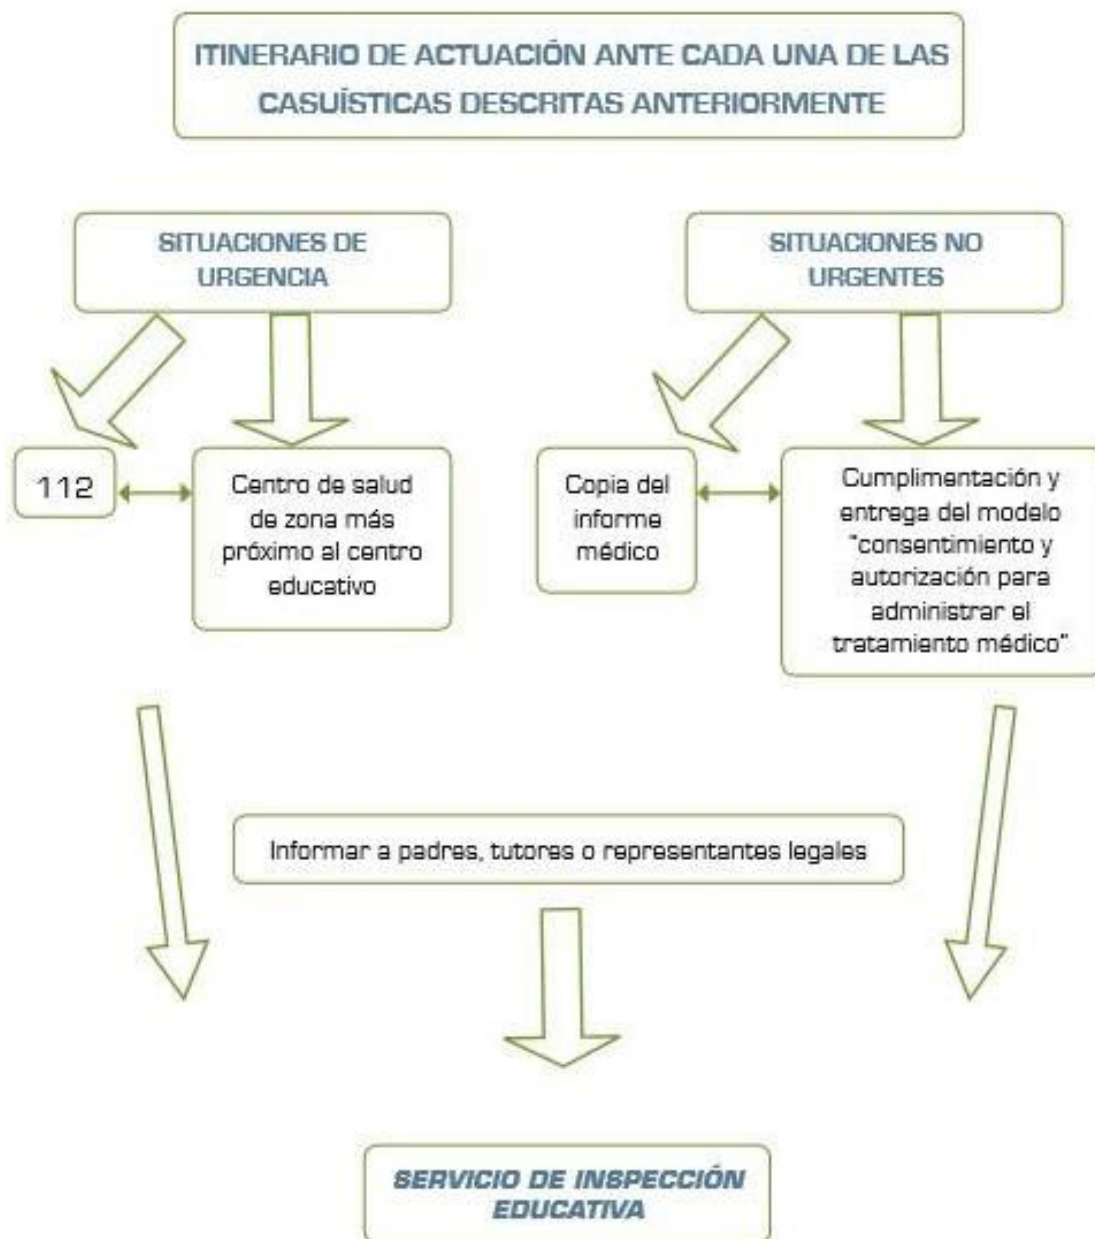 ITINERARIO DE ACTUACIÓN ANTE CADA UNA DE LAS
CASUÍSTICAS DESCRITAS ANTERIORMENTE
SITUACIONES DE
URGENCIA
SITUACIONES NO
URGENTES
112
Centro de salud
de zona más
próximo al centro
educativo
Copia del
informe
médico
Cumplimentación y
entrega del modelo
"consentimiento y
autorización para
administrar el
tratamiento médico"
Informar a padres, tutores o representantes legales
SERVICIO DE INSPECCIÓN
EDUCATIVA